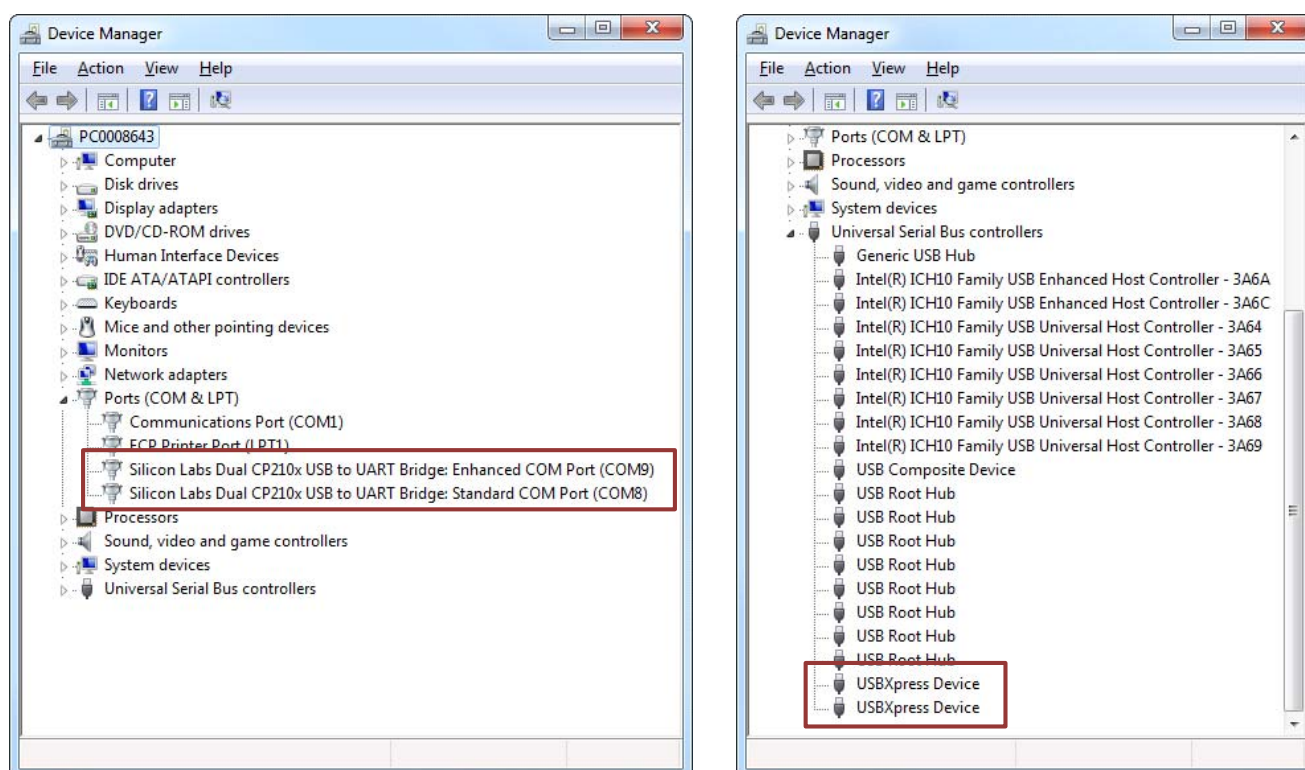 Device Manager
File Action View Help
PC0008643
Computer
Disk drives
Display adapters
DVD/CD-ROM drives
Human Interface Devices
IDE ATA/ATAPI controllers
Keyboards
Mice and other pointing devices
Monitors
Network adapters
Ports (COM & LPT)
Communications Port (COM1)
ECP Printer Port (LPT1)
Silicon Labs Dual CP210x USB to UART Bridge: Enhanced COM Port (COM9)
Silicon Labs Dual CP210x USB to UART Bridge: Standard COM Port (COM8)
Processors
Sound, video and game controllers
System devices
Universal Serial Bus controllers
Device Manager
File Action View Help
Ports (COM & LPT)
Processors
Sound, video and game controllers
System devices
Universal Serial Bus controllers
Generic USB Hub
Intel(R) ICH10 Family USB Enhanced Host Controller - 3A6A
Intel(R) ICH10 Family USB Enhanced Host Controller - 3A6C
Intel(R) ICH10 Family USB Universal Host Controller - 3A64
Intel(R) ICH10 Family USB Universal Host Controller - 3A65
Intel(R) ICH10 Family USB Universal Host Controller - 3A66
Intel(R) ICH10 Family USB Universal Host Controller - 3A67
Intel(R) ICH10 Family USB Universal Host Controller - 3A68
Intel(R) ICH10 Family USB Universal Host Controller - 3A69
USB Composite Device
USB Root Hub
USB Root Hub
USB Root Hub
USB Root Hub
USB Root Hub
USB Root Hub
USB Root Hub
USB Root Hub
USBXpress Device
USBXpress Device